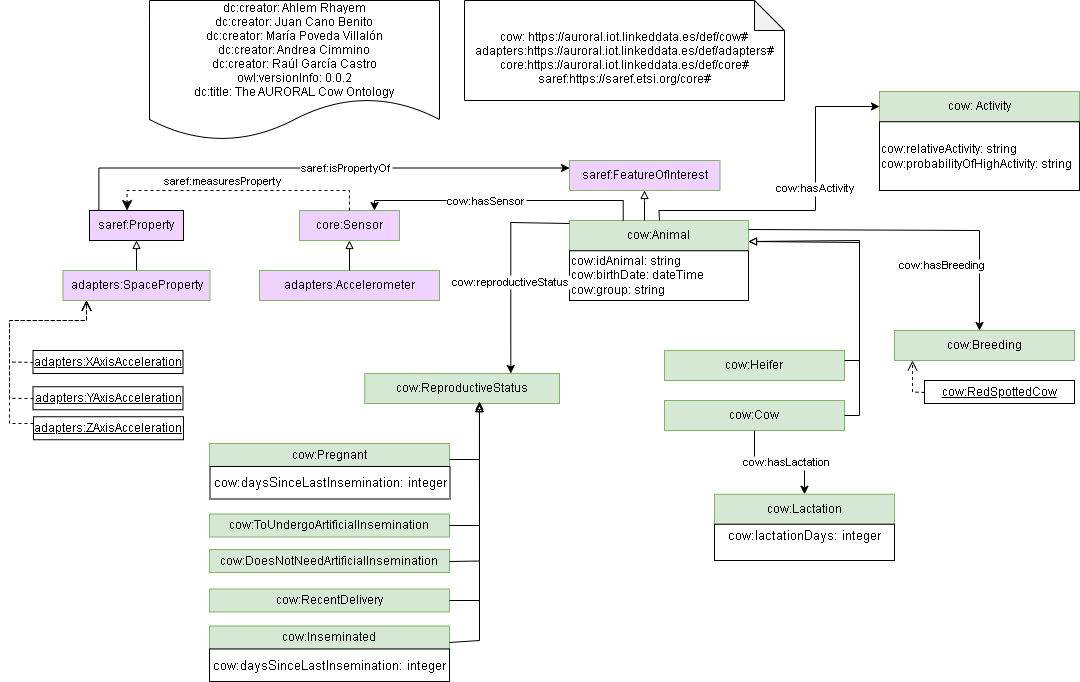 dc:creator: Ahlem Rhayem
dc:creator: Juan Cano Benito
dc:creator: María Poveda Villalón
dc:creator: Andrea Cimmino
dc:creator: Raúl García Castro
owl:versionInfo: 0.0.2
dc:title: The AURORAL Cow Ontology
cow: https://auroral.iot.linkeddata.es/def/cow#
adapters:https://auroral.iot.linkeddata.es/def/adapters#
core:https://auroral.iot.linkeddata.es/def/core#
saref:https://saref.etsi.org/core#
cow: Activity
cow:relativeActivity: string
cow:probabilityOfHighActivity: string
saref:isPropertyOf
saref:FeatureOfInterest
saref:measuresProperty
cow:hasActivity
cow:hasSensor
saref:Property
core:Sensor
cow:Animal
cow:idAnimal: string
cow:birthDate: dateTime
cow:group: string
cow:hasBreeding
adapters:SpaceProperty
adapters:Accelerometer
cow:reproductiveStatus
cow:Breeding
adapters:XAxisAcceleration
cow:Heifer
cow:ReproductiveStatus
cow:RedSpottedCow
adapters:YAxisAcceleration
cow:Cow
adapters:ZAxisAcceleration
cow:Pregnant
cow:daysSinceLastInsemination: integer
cow:hasLactation
cow:Lactation
cow:lactationDays: integer
cow:ToUndergoArtificialInsemination
cow:DoesNotNeedArtificialInsemination
cow:RecentDelivery
cow:Inseminated
cow:daysSinceLastInsemination: integer